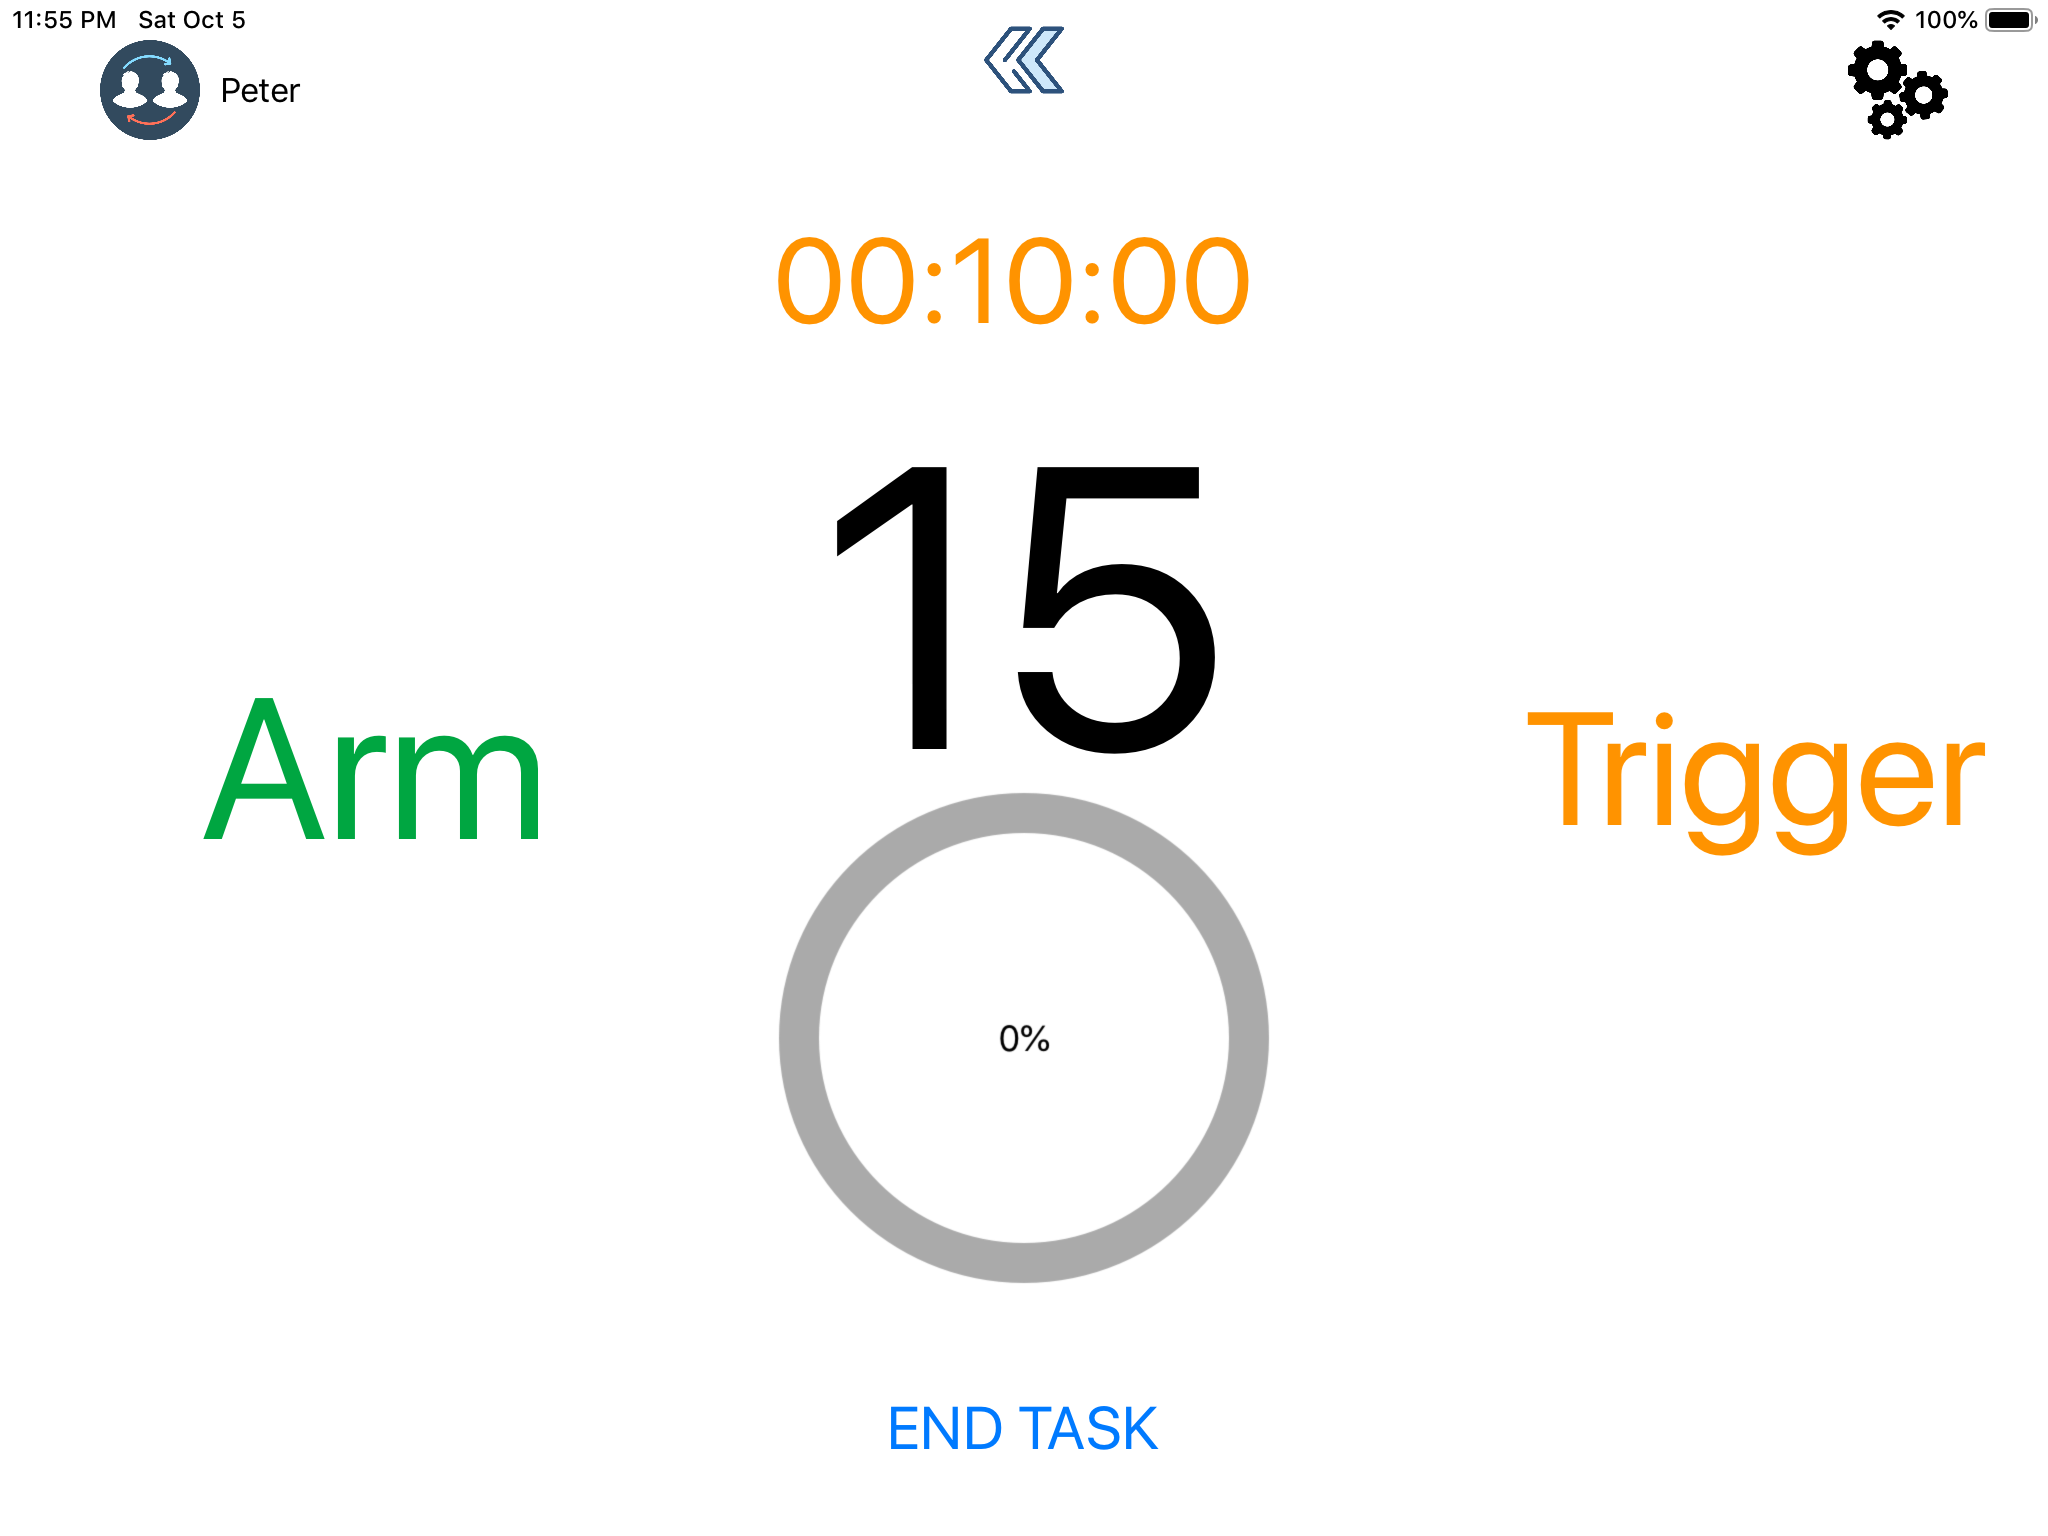 11:55 PM Sat Oct 5
100%
Peter
00:10:00
15
Arm
Trigger
0%
END TASK